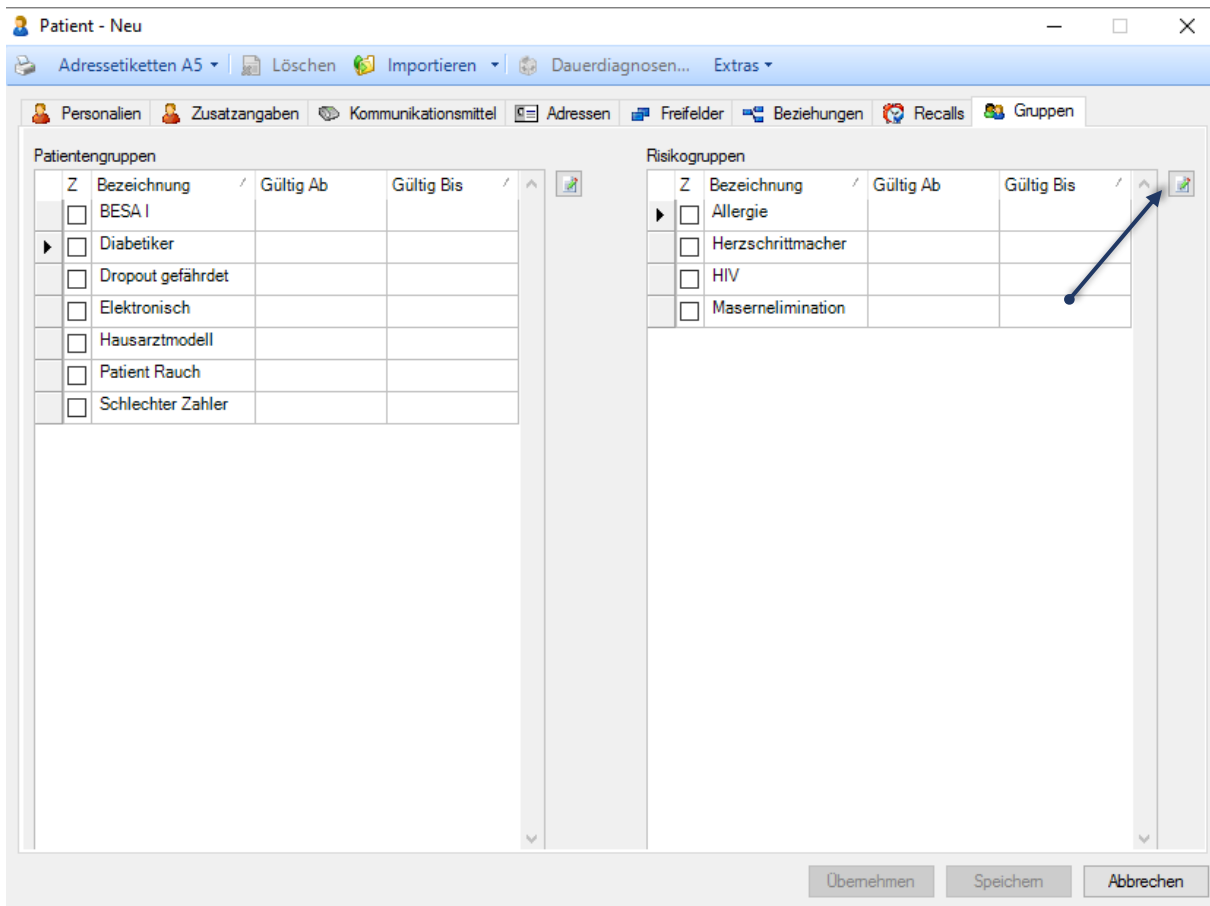 Patient - Neu
Adressetiketten A5 Löschen Importieren Dauerdiagnosen... Extras
Personalien Zusatzangaben Kommunikationsmittel Adressen Freifelder Beziehungen Recalls Gruppen
Patientengruppen
Z Bezeichnung Gültig Ab Gültig Bis
BESA I
Diabetiker
Dropout gefährdet
Elektronisch
Hausarztmodell
Patient Rauch
Schlechter Zahler
Risikogruppen
Z Bezeichnung Gültig Ab Gültig Bis
Allergie
Herzschrittmacher
HIV
Masernelimination
Übernehmen Speichern Abbrechen